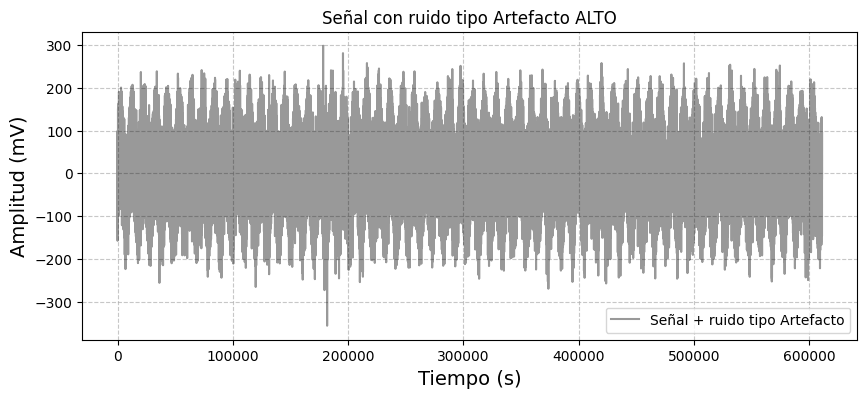 Señal con ruido tipo Artefacto ALTO
300
200
100
0
−100
−200
−300
Amplitud (mV)
Señal + ruido tipo Artefacto
0 100000 200000 300000 400000 500000 600000
Tiempo (s)